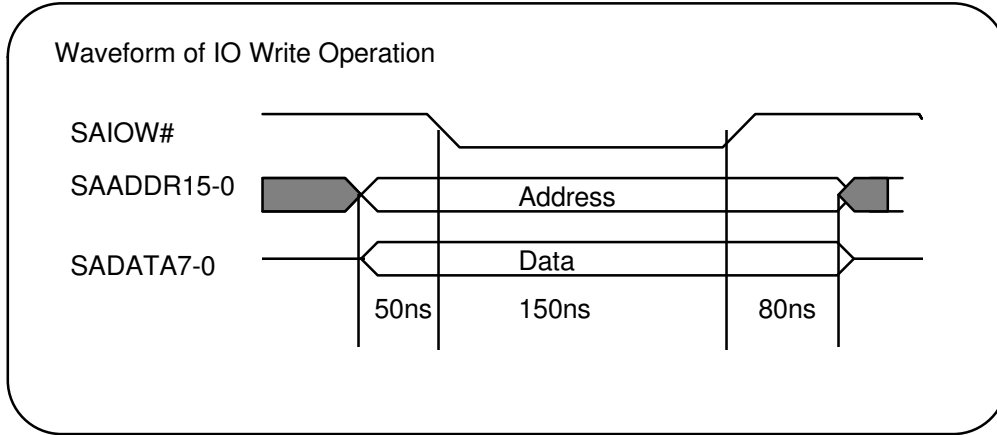 Waveform of IO Write Operation
SAIOW#
SAADDR15-0
Address
SADATA7-0
Data
50ns
150ns
80ns